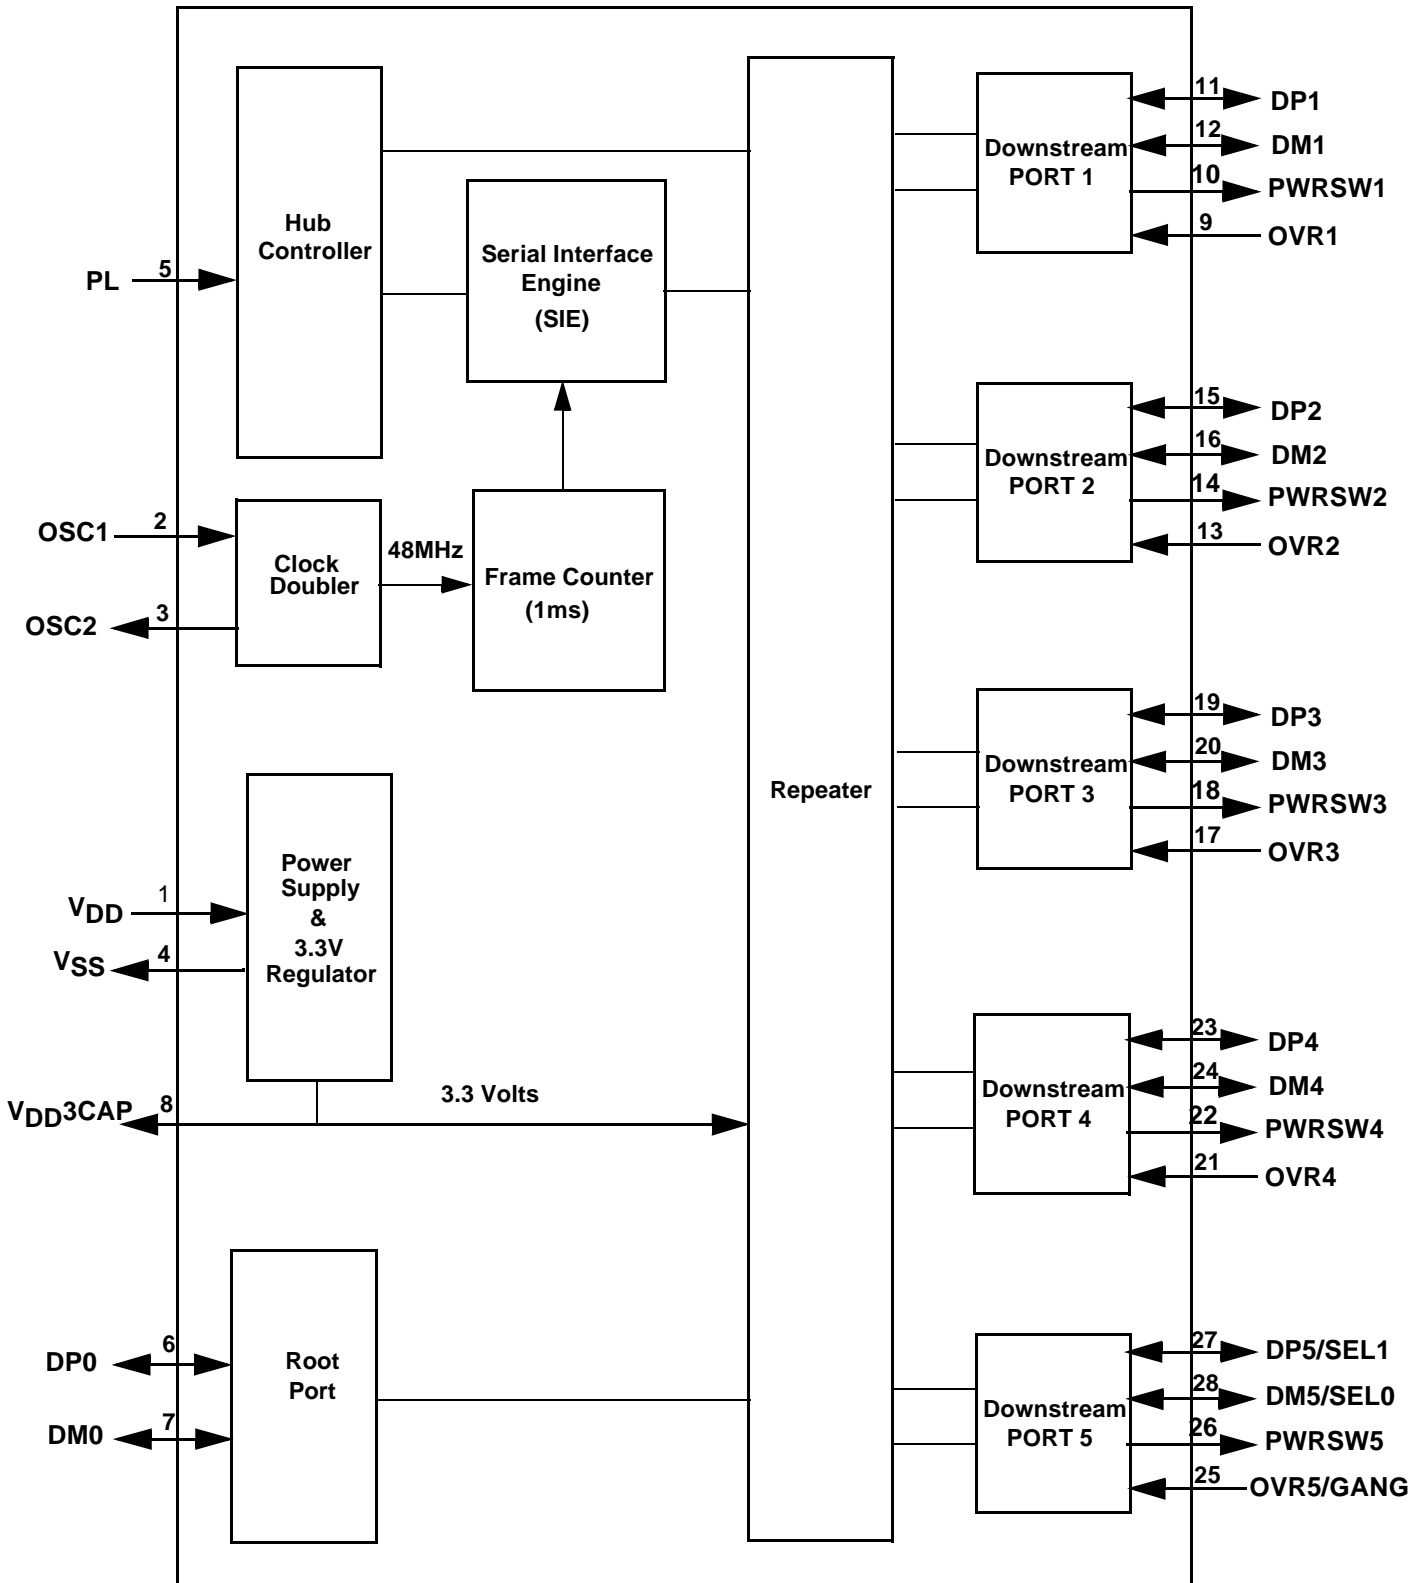 Hub
Controller
5
PL
Serial Interface
Engine
(SIE)
2
OSC1
3
OSC2
Clock
Doubler
48MHz
Frame Counter
(1ms)
Power
Supply
&
3.3V
Regulator
1
VDD
4
VSS
8
VDD3CAP
3.3 Volts
6
DP0
7
DM0
Root
Port
Repeater
Downstream
PORT 1
11
DP1
12
DM1
10
PWRSW1
9
OVR1
Downstream
PORT 2
15
DP2
16
DM2
14
PWRSW2
13
OVR2
Downstream
PORT 3
19
DP3
20
DM3
18
PWRSW3
17
OVR3
Downstream
PORT 4
23
DP4
24
DM4
22
PWRSW4
21
OVR4
Downstream
PORT 5
27
DP5/SEL1
28
DM5/SEL0
26
PWRSW5
25
OVR5/GANG